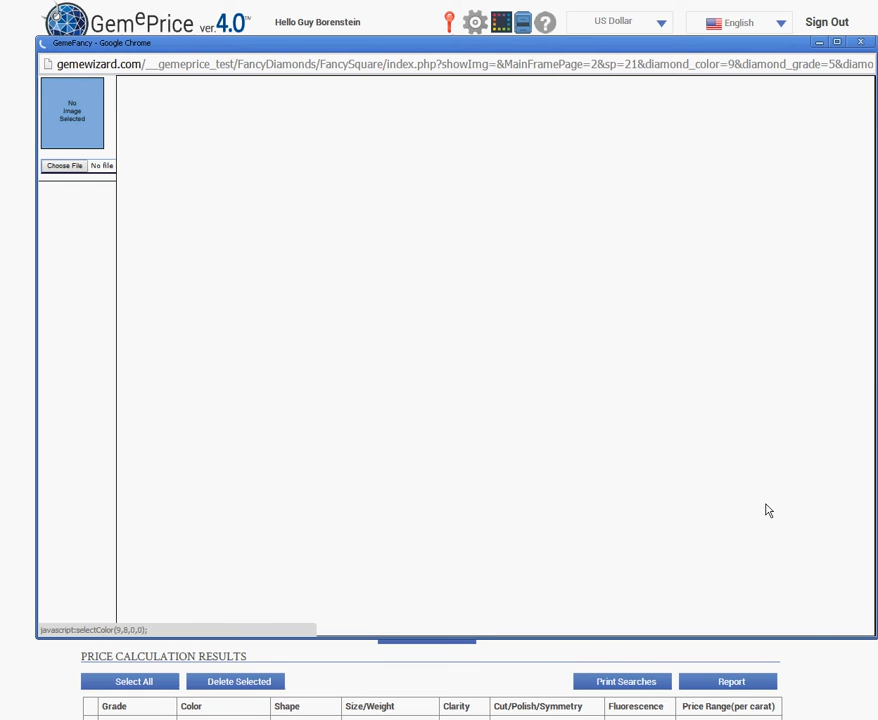 GemePrice ver.4.0™
Hello Guy Borenstein
US Dollar
English
Sign Out
GemeFancy - Google Chrome
gemewizard.com/__gemeprice_test/FancyDiamonds/FancySquare/index.php?showImg=&MainFramePage=2&sp=21&diamond_color=9&diamond_grade=5&diamo
No
Image
Selected
Choose File No file
javascript:selectColor(9,8,0,0);
PRICE CALCULATION RESULTS
Select All
Delete Selected
Print Searches
Report
Grade Color Shape Size/Weight Clarity Cut/Polish/Symmetry Fluorescence Price Range(per carat)